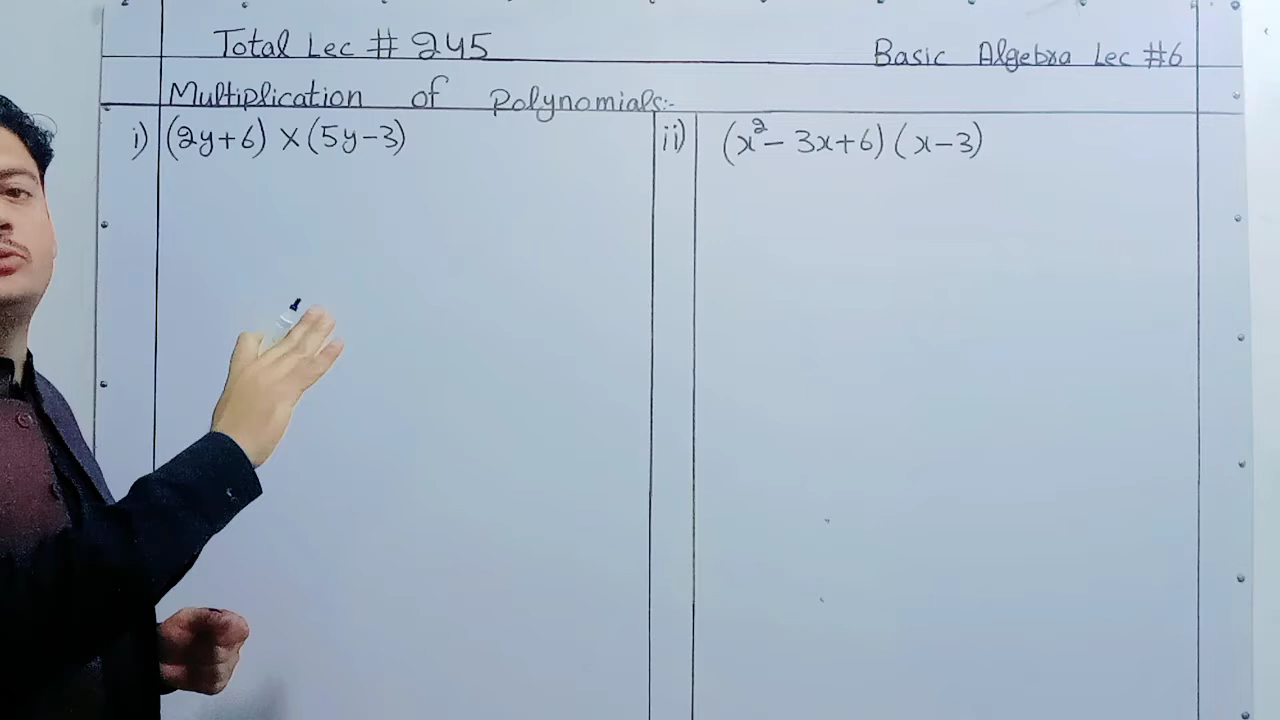 Total Lec # 245
Basic Algebra Lec #6
Multiplication of Polynomials:-
i) (2y+6) × (5y-3)
ii) (x² - 3x+6) (x-3)